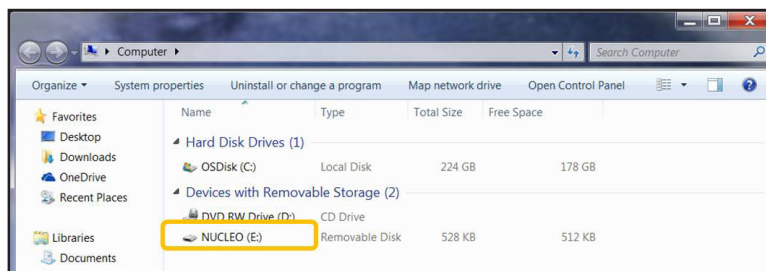 Computer
Search Computer
Organize System properties Uninstall or change a program Map network drive Open Control Panel
Favorites
Desktop
Downloads
OneDrive
Recent Places
Libraries
Documents
Name Type Total Size Free Space
Hard Disk Drives (1)
OSDisk (C:) Local Disk 224 GB 178 GB
Devices with Removable Storage (2)
DVD RW Drive (D:) CD Drive
NUCLEO (E:) Removable Disk 528 KB 512 KB